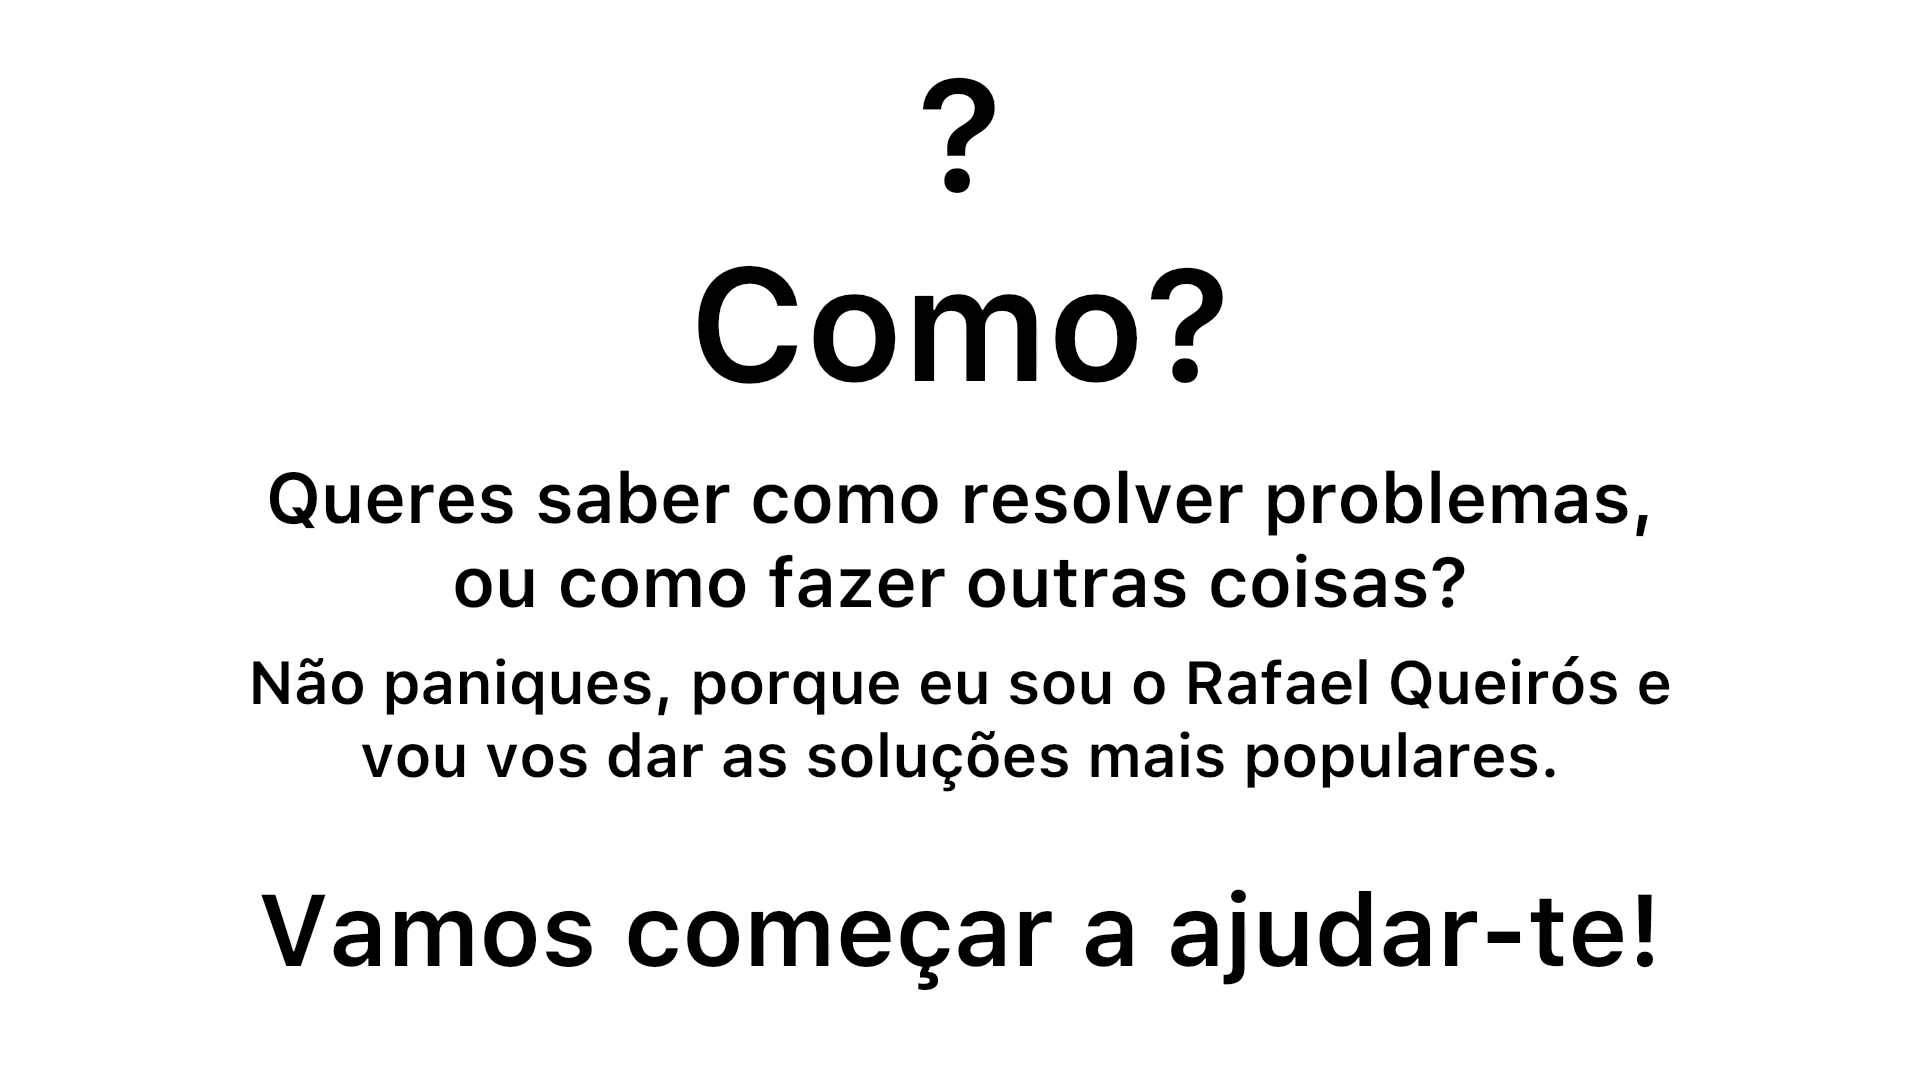 ?
Como?
Queres saber como resolver problemas,
ou como fazer outras coisas?
Não paniques, porque eu sou o Rafael Queirós e
vou vos dar as soluções mais populares.
Vamos começar a ajudar-te!